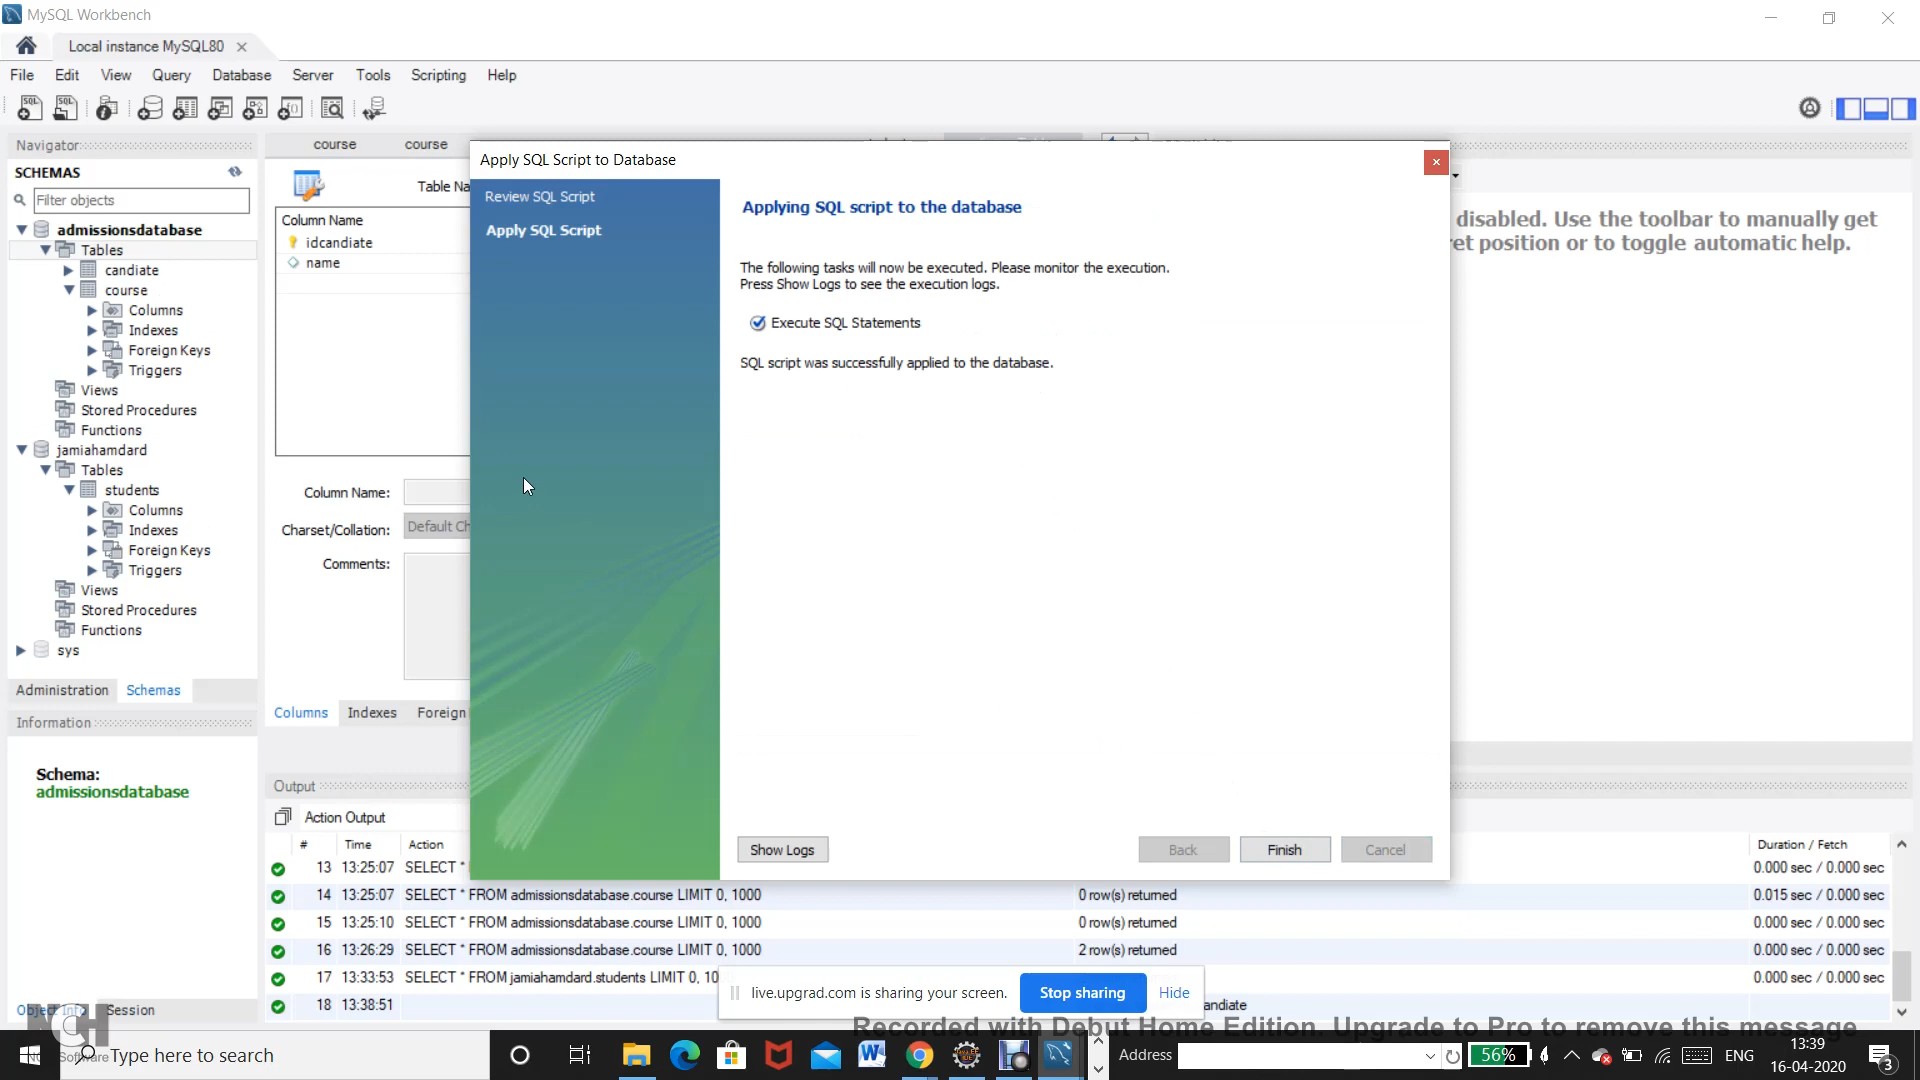 MySQL Workbench
Local instance MySQL80
File Edit View Query Database Server Tools Scripting Help
Navigator
SCHEMAS
Filter objects
admissionsdatabase
Tables
candiate
course
Columns
Indexes
Foreign Keys
Triggers
Views
Stored Procedures
Functions
jamiahamdard
Tables
students
Columns
Indexes
Foreign Keys
Triggers
Views
Stored Procedures
Functions
sys
Administration Schemas
Information
Schema:
admissionsdatabase
Object Info Session
course course
Table Na
Column Name
idcandiate
name
Column Name:
Charset/Collation: Default Ch
Comments:
Columns Indexes Foreign
Apply SQL Script to Database
Review SQL Script
Apply SQL Script
Applying SQL script to the database
The following tasks will now be executed. Please monitor the execution.
Press Show Logs to see the execution logs.
Execute SQL Statements
SQL script was successfully applied to the database.
Show Logs Back Finish Cancel
disabled. Use the toolbar to manually get
et position or to toggle automatic help.
Output
Action Output
# Time Action Duration / Fetch
13 13:25:07 SELECT * 0.000 sec / 0.000 sec
14 13:25:07 SELECT * FROM admissionsdatabase.course LIMIT 0, 1000 0 row(s) returned 0.015 sec / 0.000 sec
15 13:25:10 SELECT * FROM admissionsdatabase.course LIMIT 0, 1000 0 row(s) returned 0.000 sec / 0.000 sec
16 13:26:29 SELECT * FROM admissionsdatabase.course LIMIT 0, 1000 2 row(s) returned 0.000 sec / 0.000 sec
17 13:33:53 SELECT * FROM jamiahamdard.students LIMIT 0, 10 0.000 sec / 0.000 sec
18 13:38:51 andiate
live.upgrad.com is sharing your screen. Stop sharing Hide
Recorded with Debut Home Edition. Upgrade to Pro to remove this message
NCH
Software
Type here to search
Address
56%
ENG
13:39
16-04-2020
3